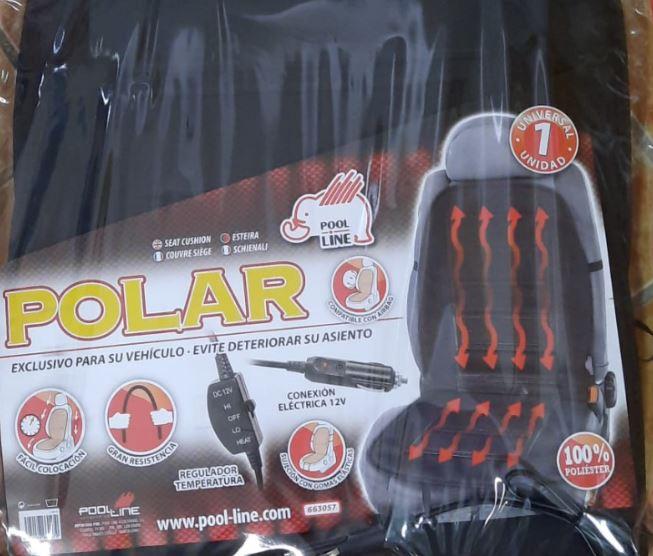 UNIVERSAL
1
UNIDAD
POOL
LINE
SEAT CUSHION
ESTEIRA
COUVRE SIÈGE
SCHIENALI
POLAR
COMPATIBLE CON AIRBAG
EXCLUSIVO PARA SU VEHÍCULO - EVITE DETERIORAR SU ASIENTO
DC 12V
HI
OFF
LO
HEAT
CONEXIÓN
ELÉCTRICA 12V
FÁCIL COLOCACIÓN
GRAN RESISTENCIA
REGULADOR
TEMPERATURA
SUJECIÓN CON GOMAS ELÁSTICAS
100%
POLIÉSTER
POOL LINE
www.pool-line.com
663057